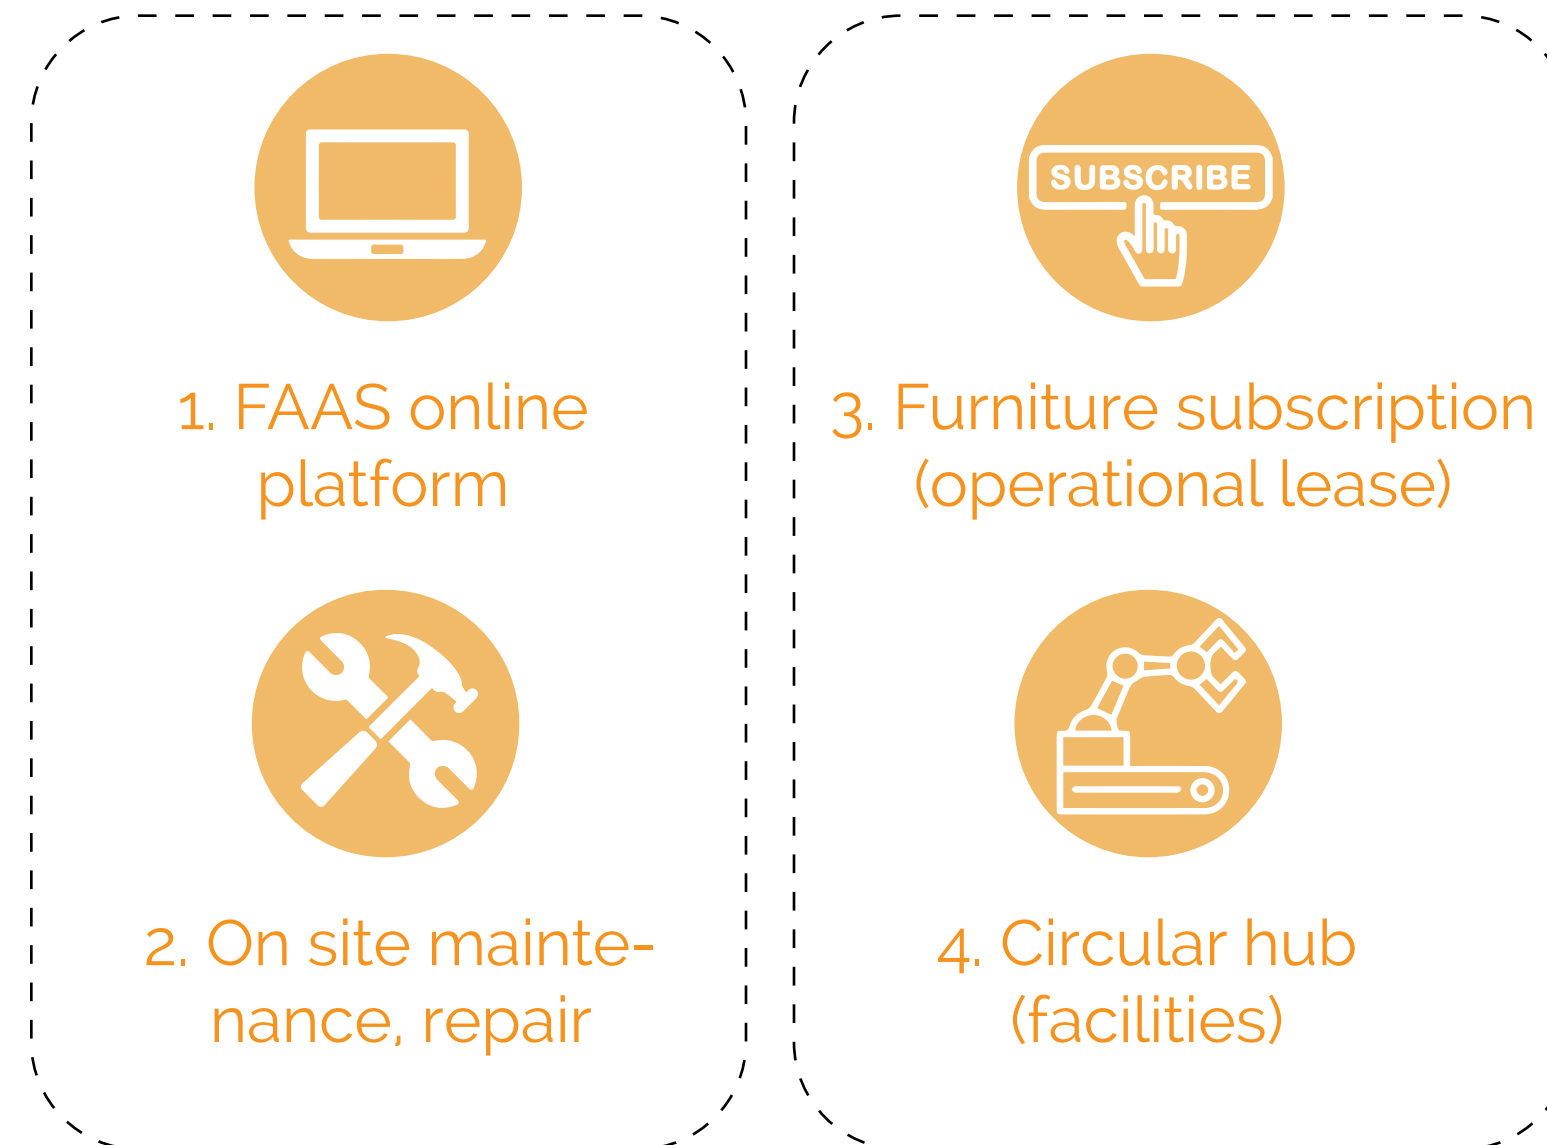 1. FAAS online
platform
2. On site mainte-
nance, repair
SUBSCRIBE
3. Furniture subscription
(operational lease)
4. Circular hub
(facilities)